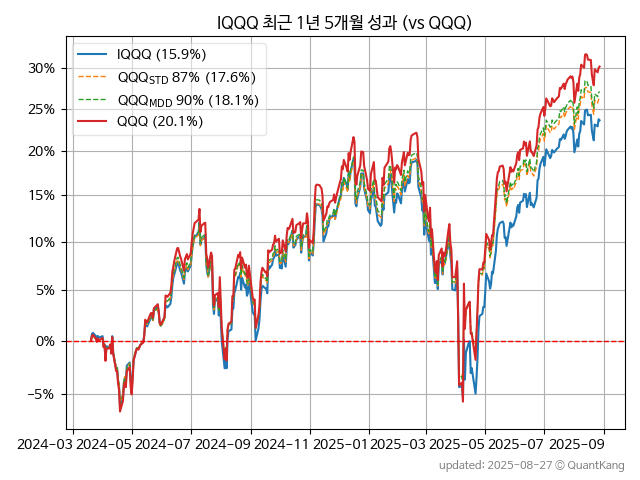 IQQQ 최근 1년 5개월 성과 (vs QQQ)
IQQQ (15.9%)
QQQSTD 87% (17.6%)
QQQMDD 90% (18.1%)
QQQ (20.1%)
30%
25%
20%
15%
10%
5%
0%
−5%
2024−03 2024−05 2024−07 2024−09 2024−11 2025−01 2025−03 2025−05 2025−07 2025−09
updated: 2025−08−27 © QuantKang